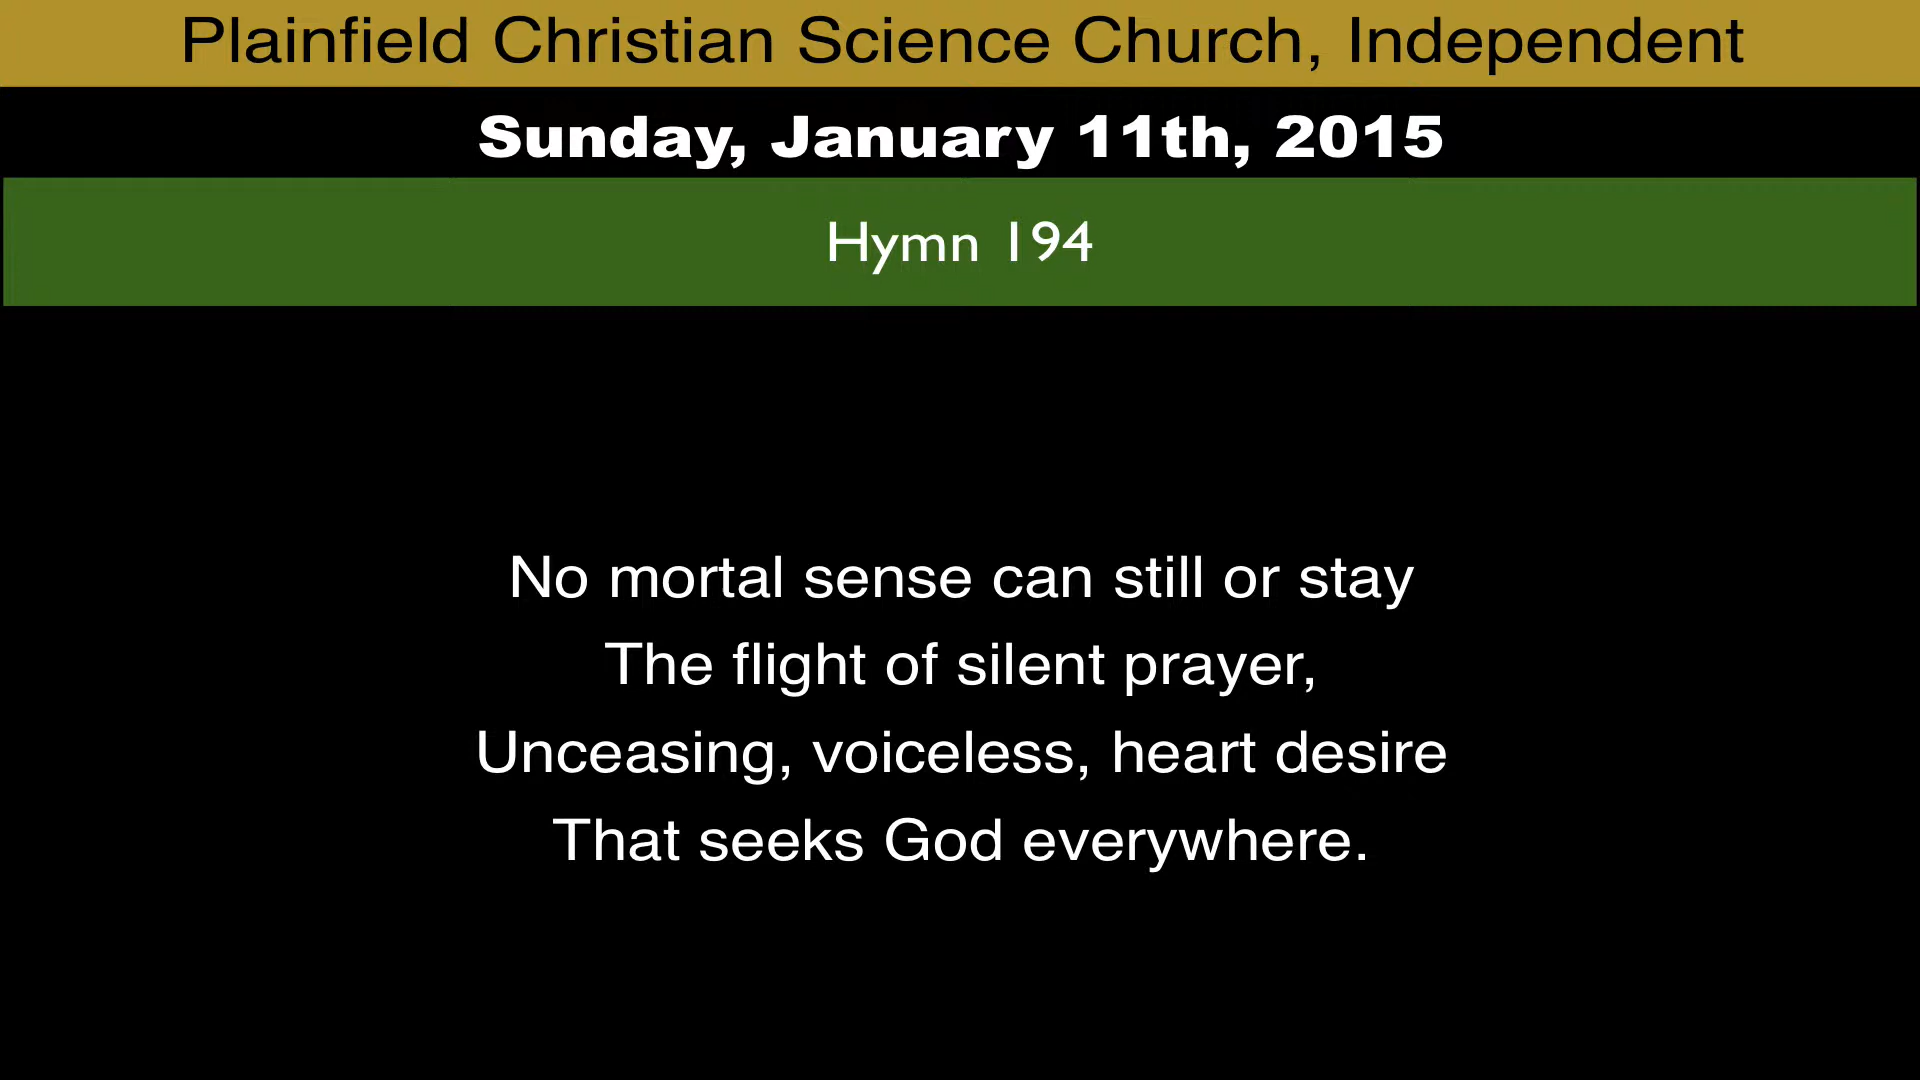 Plainfield Christian Science Church, Independent
Sunday, January 11th, 2015
Hymn 194
No mortal sense can still or stay
The flight of silent prayer,
Unceasing, voiceless, heart desire
That seeks God everywhere.